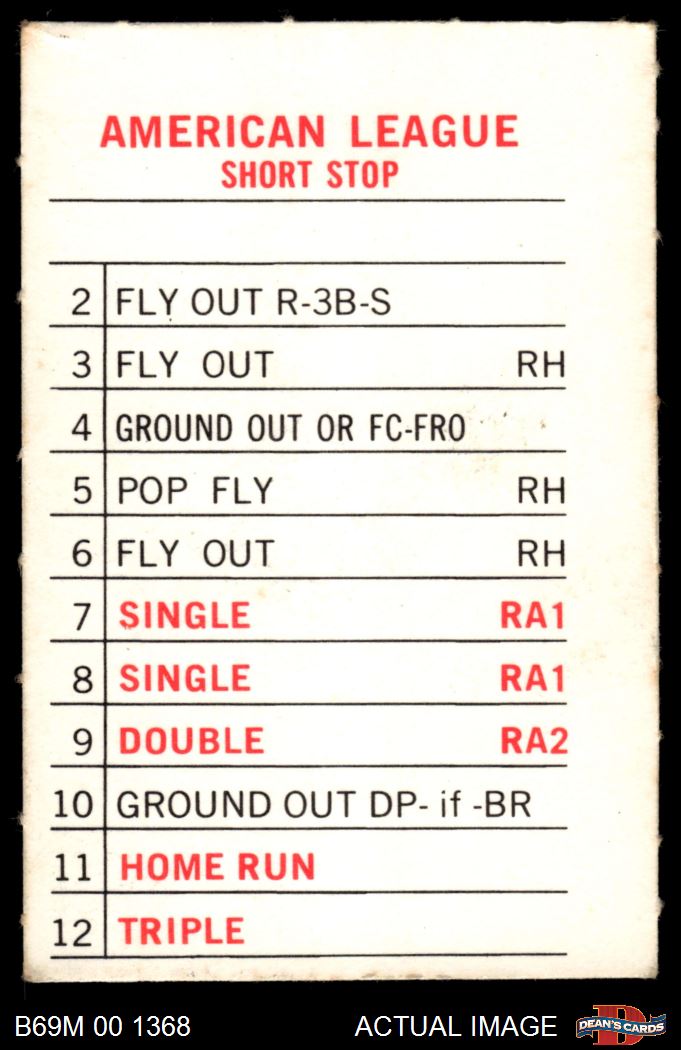 AMERICAN LEAGUE
SHORT STOP
2 FLY OUT R-3B-S
3 FLY OUT RH
4 GROUND OUT OR FC-FRO
5 POP FLY RH
6 FLY OUT RH
7 SINGLE RA1
8 SINGLE RA1
9 DOUBLE RA2
10 GROUND OUT DP- if -BR
11 HOME RUN
12 TRIPLE
B69M 00 1368 ACTUAL IMAGE DEAN'S CARDS